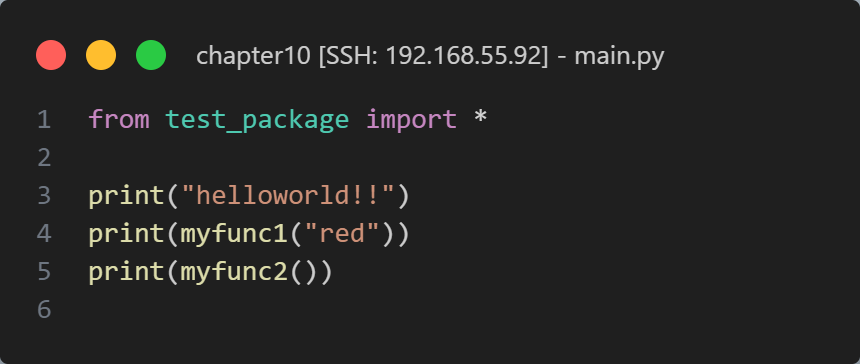 chapter10 [SSH: 192.168.55.92] - main.py
1 from test_package import *
2
3 print("helloworld!!")
4 print(myfunc1("red"))
5 print(myfunc2())
6